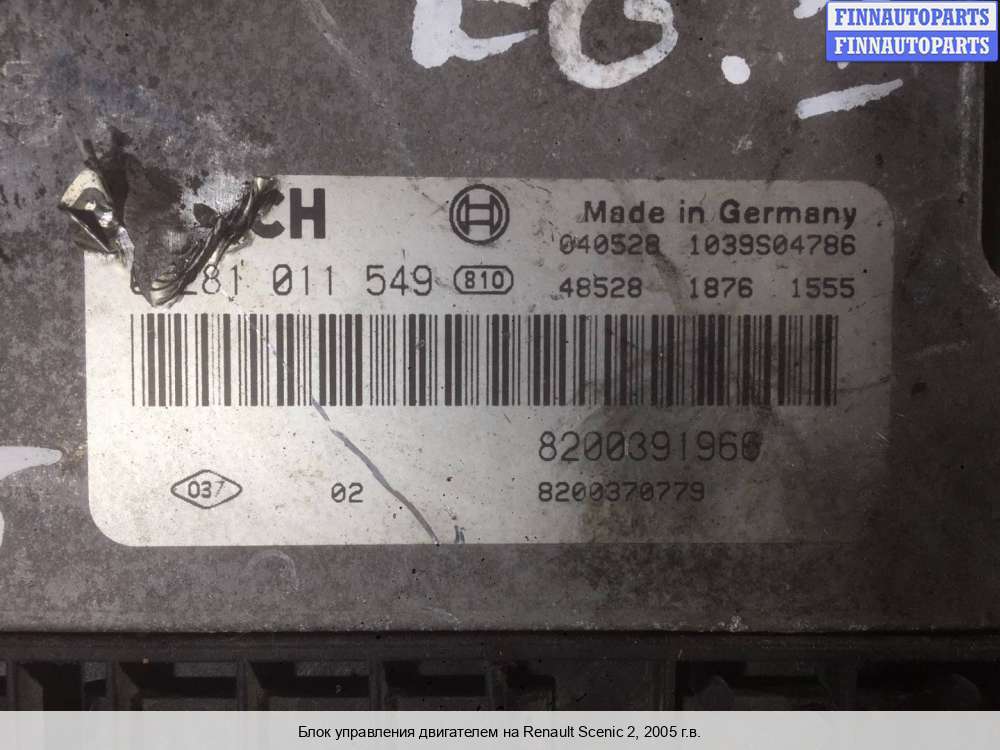 FINNAUTOPARTS
FINNAUTOPARTS
CH
Made in Germany
040528 1039S04786
281 011 549 810
48528 1876 1555
8200391966
037 02 8200370779
Блок управления двигателем на Renault Scenic 2, 2005 г.в.